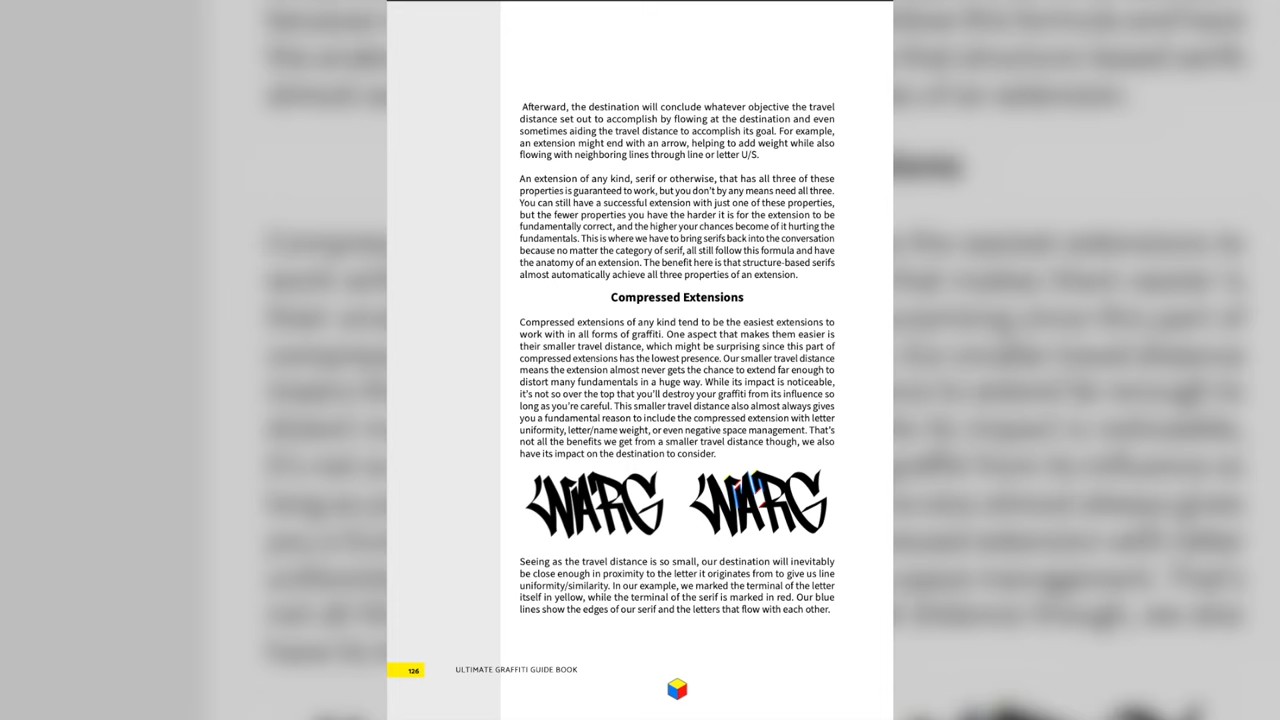 Afterward, the destination will conclude whatever objective the travel
distance set out to accomplish by flowing at the destination and even
sometimes aiding the travel distance to accomplish its goal. For example,
an extension might end with an arrow, helping to add weight while also
flowing with neighboring lines through line or letter U/S.
An extension of any kind, serif or otherwise, that has all three of these
properties is guaranteed to work, but you don't by any means need all three.
You can still have a successful extension with just one of these properties,
but the fewer properties you have the harder it is for the extension to be
fundamentally correct, and the higher your chances become of it hurting the
fundamentals. This is where we have to bring serifs back into the conversation
because no matter the category of serif, all still follow this formula and have
the anatomy of an extension. The benefit here is that structure-based serifs
almost automatically achieve all three properties of an extension.
Compressed Extensions
Compressed extensions of any kind tend to be the easiest extensions to
work with in all forms of graffiti. One aspect that makes them easier is
their smaller travel distance, which might be surprising since this part of
compressed extensions has the lowest presence. Our smaller travel distance
means the extension almost never gets the chance to extend far enough to
distort many fundamentals in a huge way. While its impact is noticeable,
it's not so over the top that you'll destroy your graffiti from its influence so
long as you're careful. This smaller travel distance also almost always gives
you a fundamental reason to include the compressed extension with letter
uniformity, letter/name weight, or even negative space management. That's
not all the benefits we get from a smaller travel distance though, we also
have its impact on the destination to consider.
WARG WARG
Seeing as the travel distance is so small, our destination will inevitably
be close enough in proximity to the letter it originates from to give us line
uniformity/similarity. In our example, we marked the terminal of the letter
itself in yellow, while the terminal of the serif is marked in red. Our blue
lines show the edges of our serif and the letters that flow with each other.
126 ULTIMATE GRAFFITI GUIDE BOOK